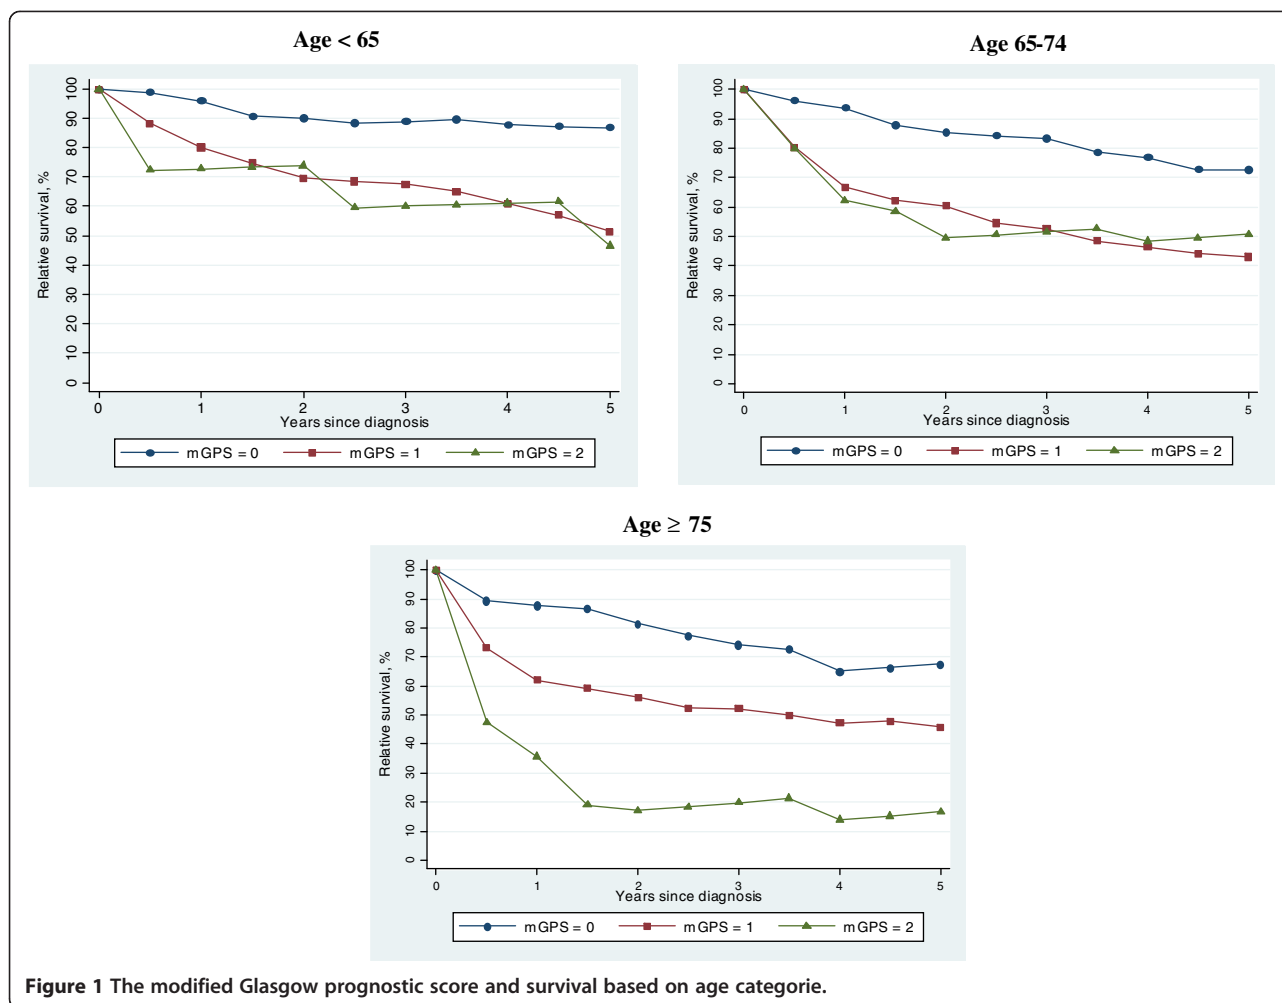 Age < 65
Relative survival, %
100
90
80
70
60
50
40
30
20
10
0
0 1 2 3 4 5
Years since diagnosis
mGPS = 0 mGPS = 1 mGPS = 2
Age 65-74
Relative survival, %
100
90
80
70
60
50
40
30
20
10
0
0 1 2 3 4 5
Years since diagnosis
mGPS = 0 mGPS = 1 mGPS = 2
Age ≥ 75
Relative survival, %
100
90
80
70
60
50
40
30
20
10
0
0 1 2 3 4 5
Years since diagnosis
mGPS = 0 mGPS = 1 mGPS = 2
Figure 1 The modified Glasgow prognostic score and survival based on age categorie.